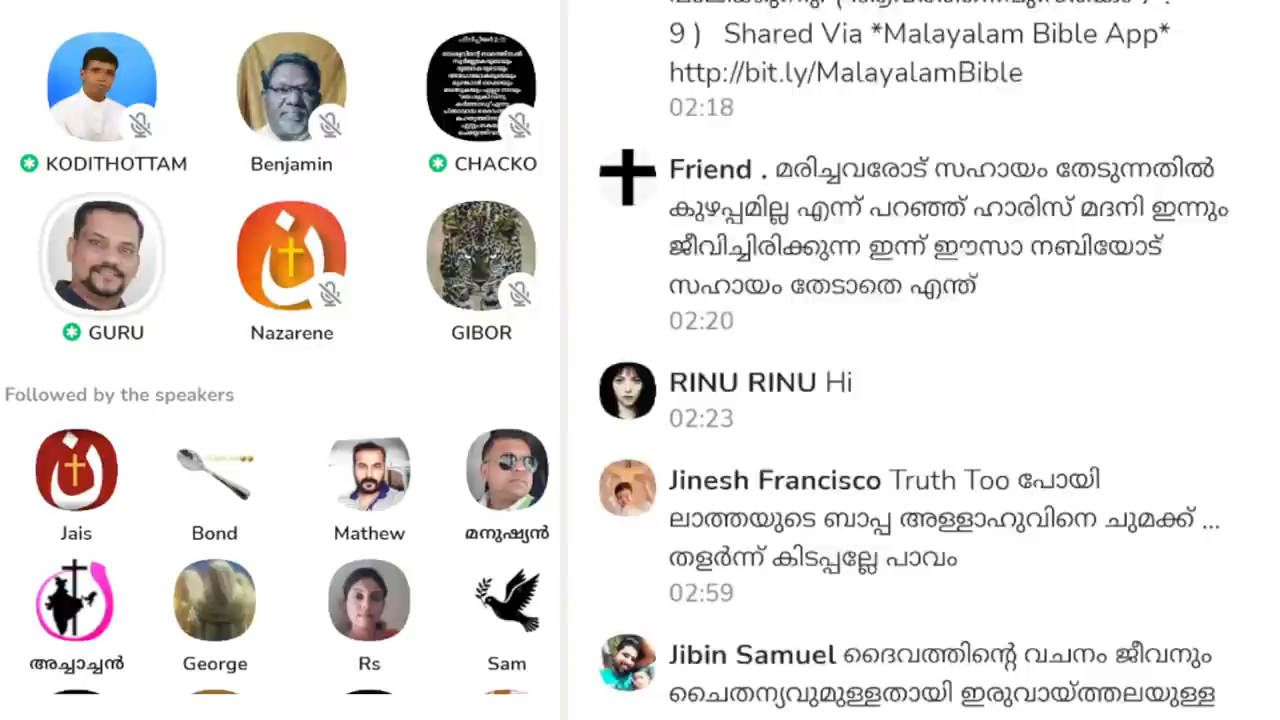 KODITHOTTAM
Benjamin
CHACKO
GURU
Nazarene
GIBOR
Followed by the speakers
Jais
Bond
Mathew
മനുഷ്യൻ
അച്ചാച്ചൻ
George
Rs
Sam
9 ) Shared Via *Malayalam Bible App*
http://bit.ly/MalayalamBible
02:18
Friend . മരിച്ചവരോട് സഹായം തേടുന്നതിൽ
കുഴപ്പമില്ല എന്ന് പറഞ്ഞ് ഹാരിസ് മദനി ഇന്നും
ജീവിച്ചിരിക്കുന്ന ഇന്ന് ഈസാ നബിയോട്
സഹായം തേടാതെ എന്ത്
02:20
RINU RINU Hi
02:23
Jinesh Francisco Truth Too പോയി
ലാത്തയുടെ ബാപ്പ അള്ളാഹുവിനെ ചുമക്ക് ...
തളർന്ന് കിടപ്പല്ലേ പാവം
02:59
Jibin Samuel ദൈവത്തിന്റെ വചനം ജീവനും
ചൈതന്യവുമുള്ളതായി ഇരുവായ്ത്തലയുള്ള